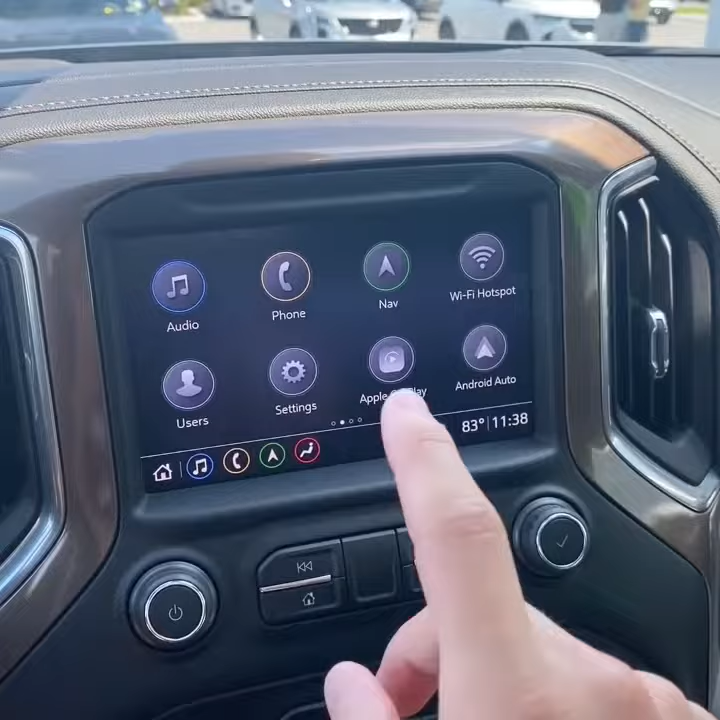 Audio
Phone
Nav
Wi-Fi Hotspot
Users
Settings
Apple
Android Auto
83° 11:38